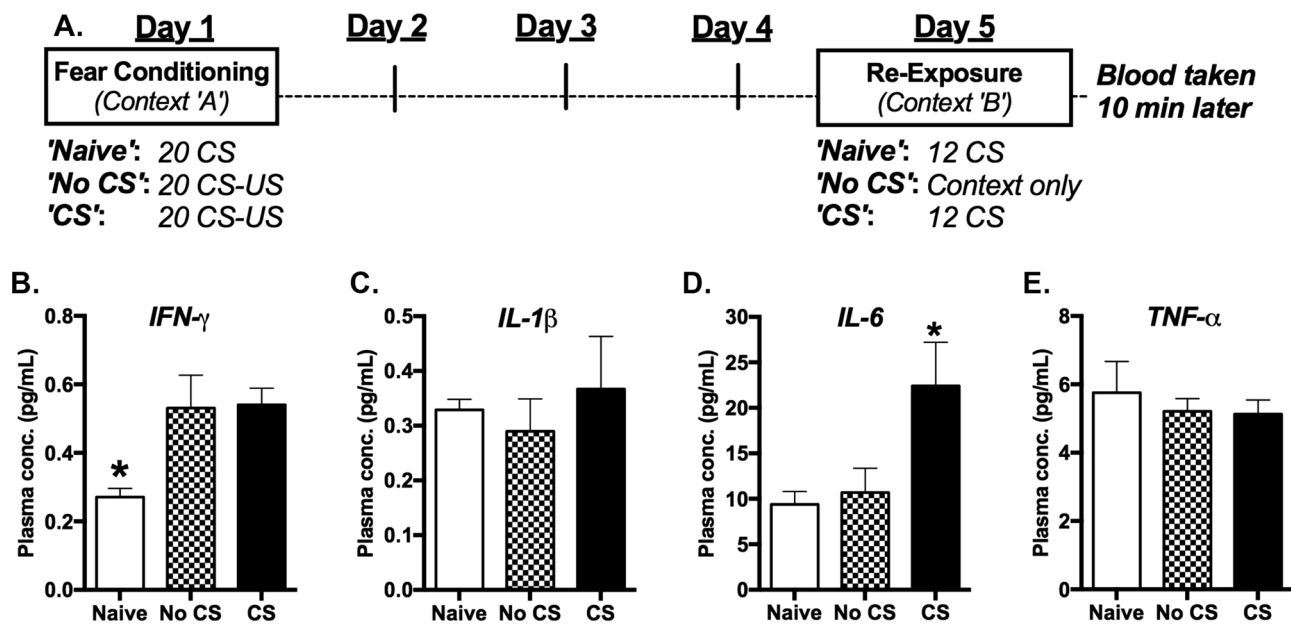 A.
Day 1
Day 2
Day 3
Day 4
Day 5
Fear Conditioning
(Context 'A')
Re-Exposure
(Context 'B')
Blood taken
10 min later
'Naive': 20 CS
'No CS': 20 CS-US
'CS': 20 CS-US
'Naive': 12 CS
'No CS': Context only
'CS': 12 CS
B.
IFN-γ
Plasma conc. (pg/mL)
0.8
0.6
0.4
0.2
0.0
*
Naive No CS CS
C.
IL-1β
Plasma conc. (pg/mL)
0.5
0.4
0.3
0.2
0.1
0.0
Naive No CS CS
D.
IL-6
Plasma conc. (pg/mL)
30
25
20
15
10
5
0
*
Naive No CS CS
E.
TNF-α
Plasma conc. (pg/mL)
8
6
4
2
0
Naive No CS CS